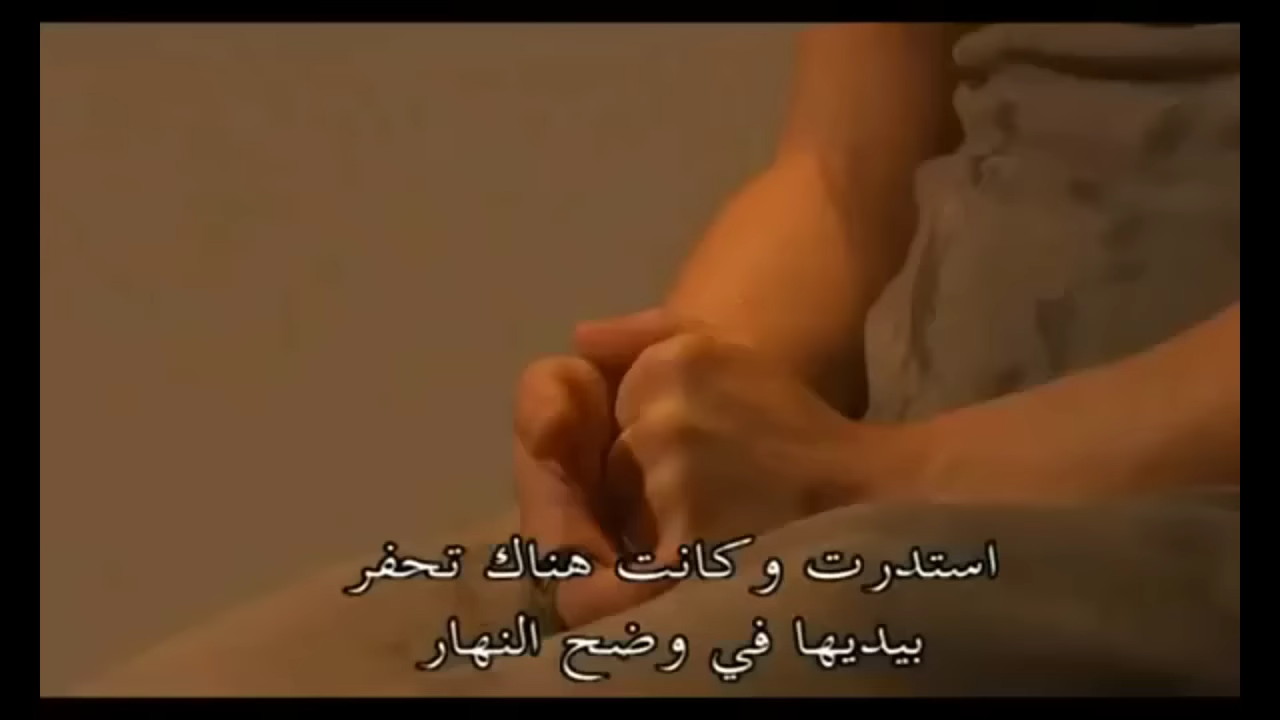 استدرت وكانت هناك تحفر
بيديها في وضح النهار